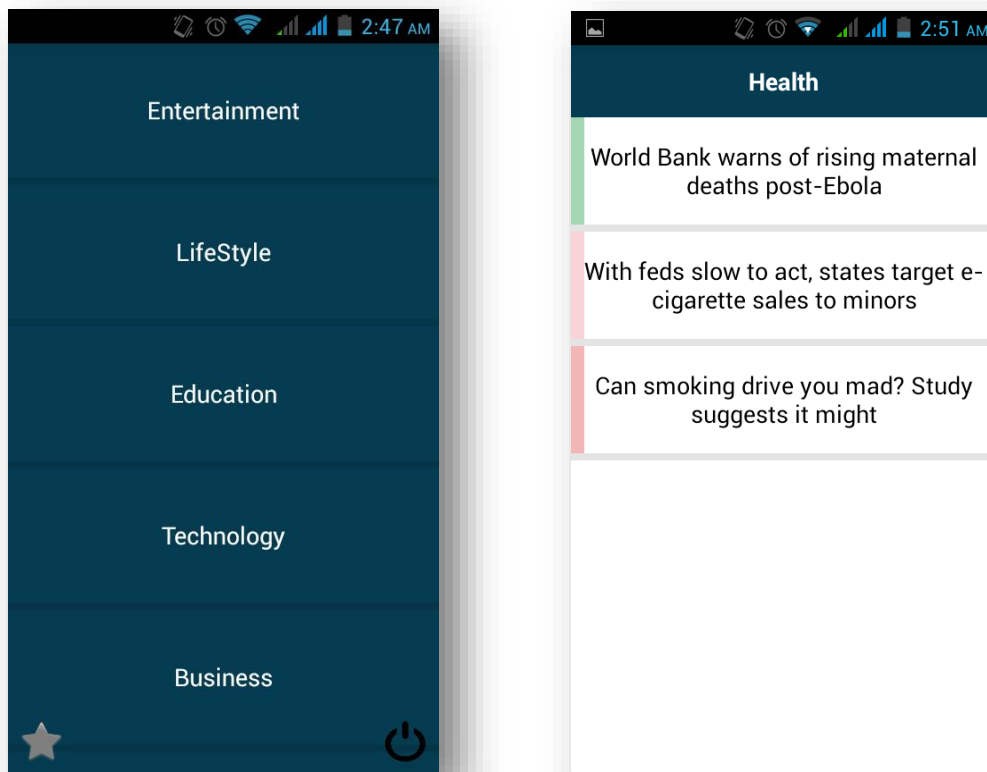 2:47 AM
Entertainment
LifeStyle
Education
Technology
Business
2:51 AM
Health
World Bank warns of rising maternal
deaths post-Ebola
With feds slow to act, states target e-
cigarette sales to minors
Can smoking drive you mad? Study
suggests it might